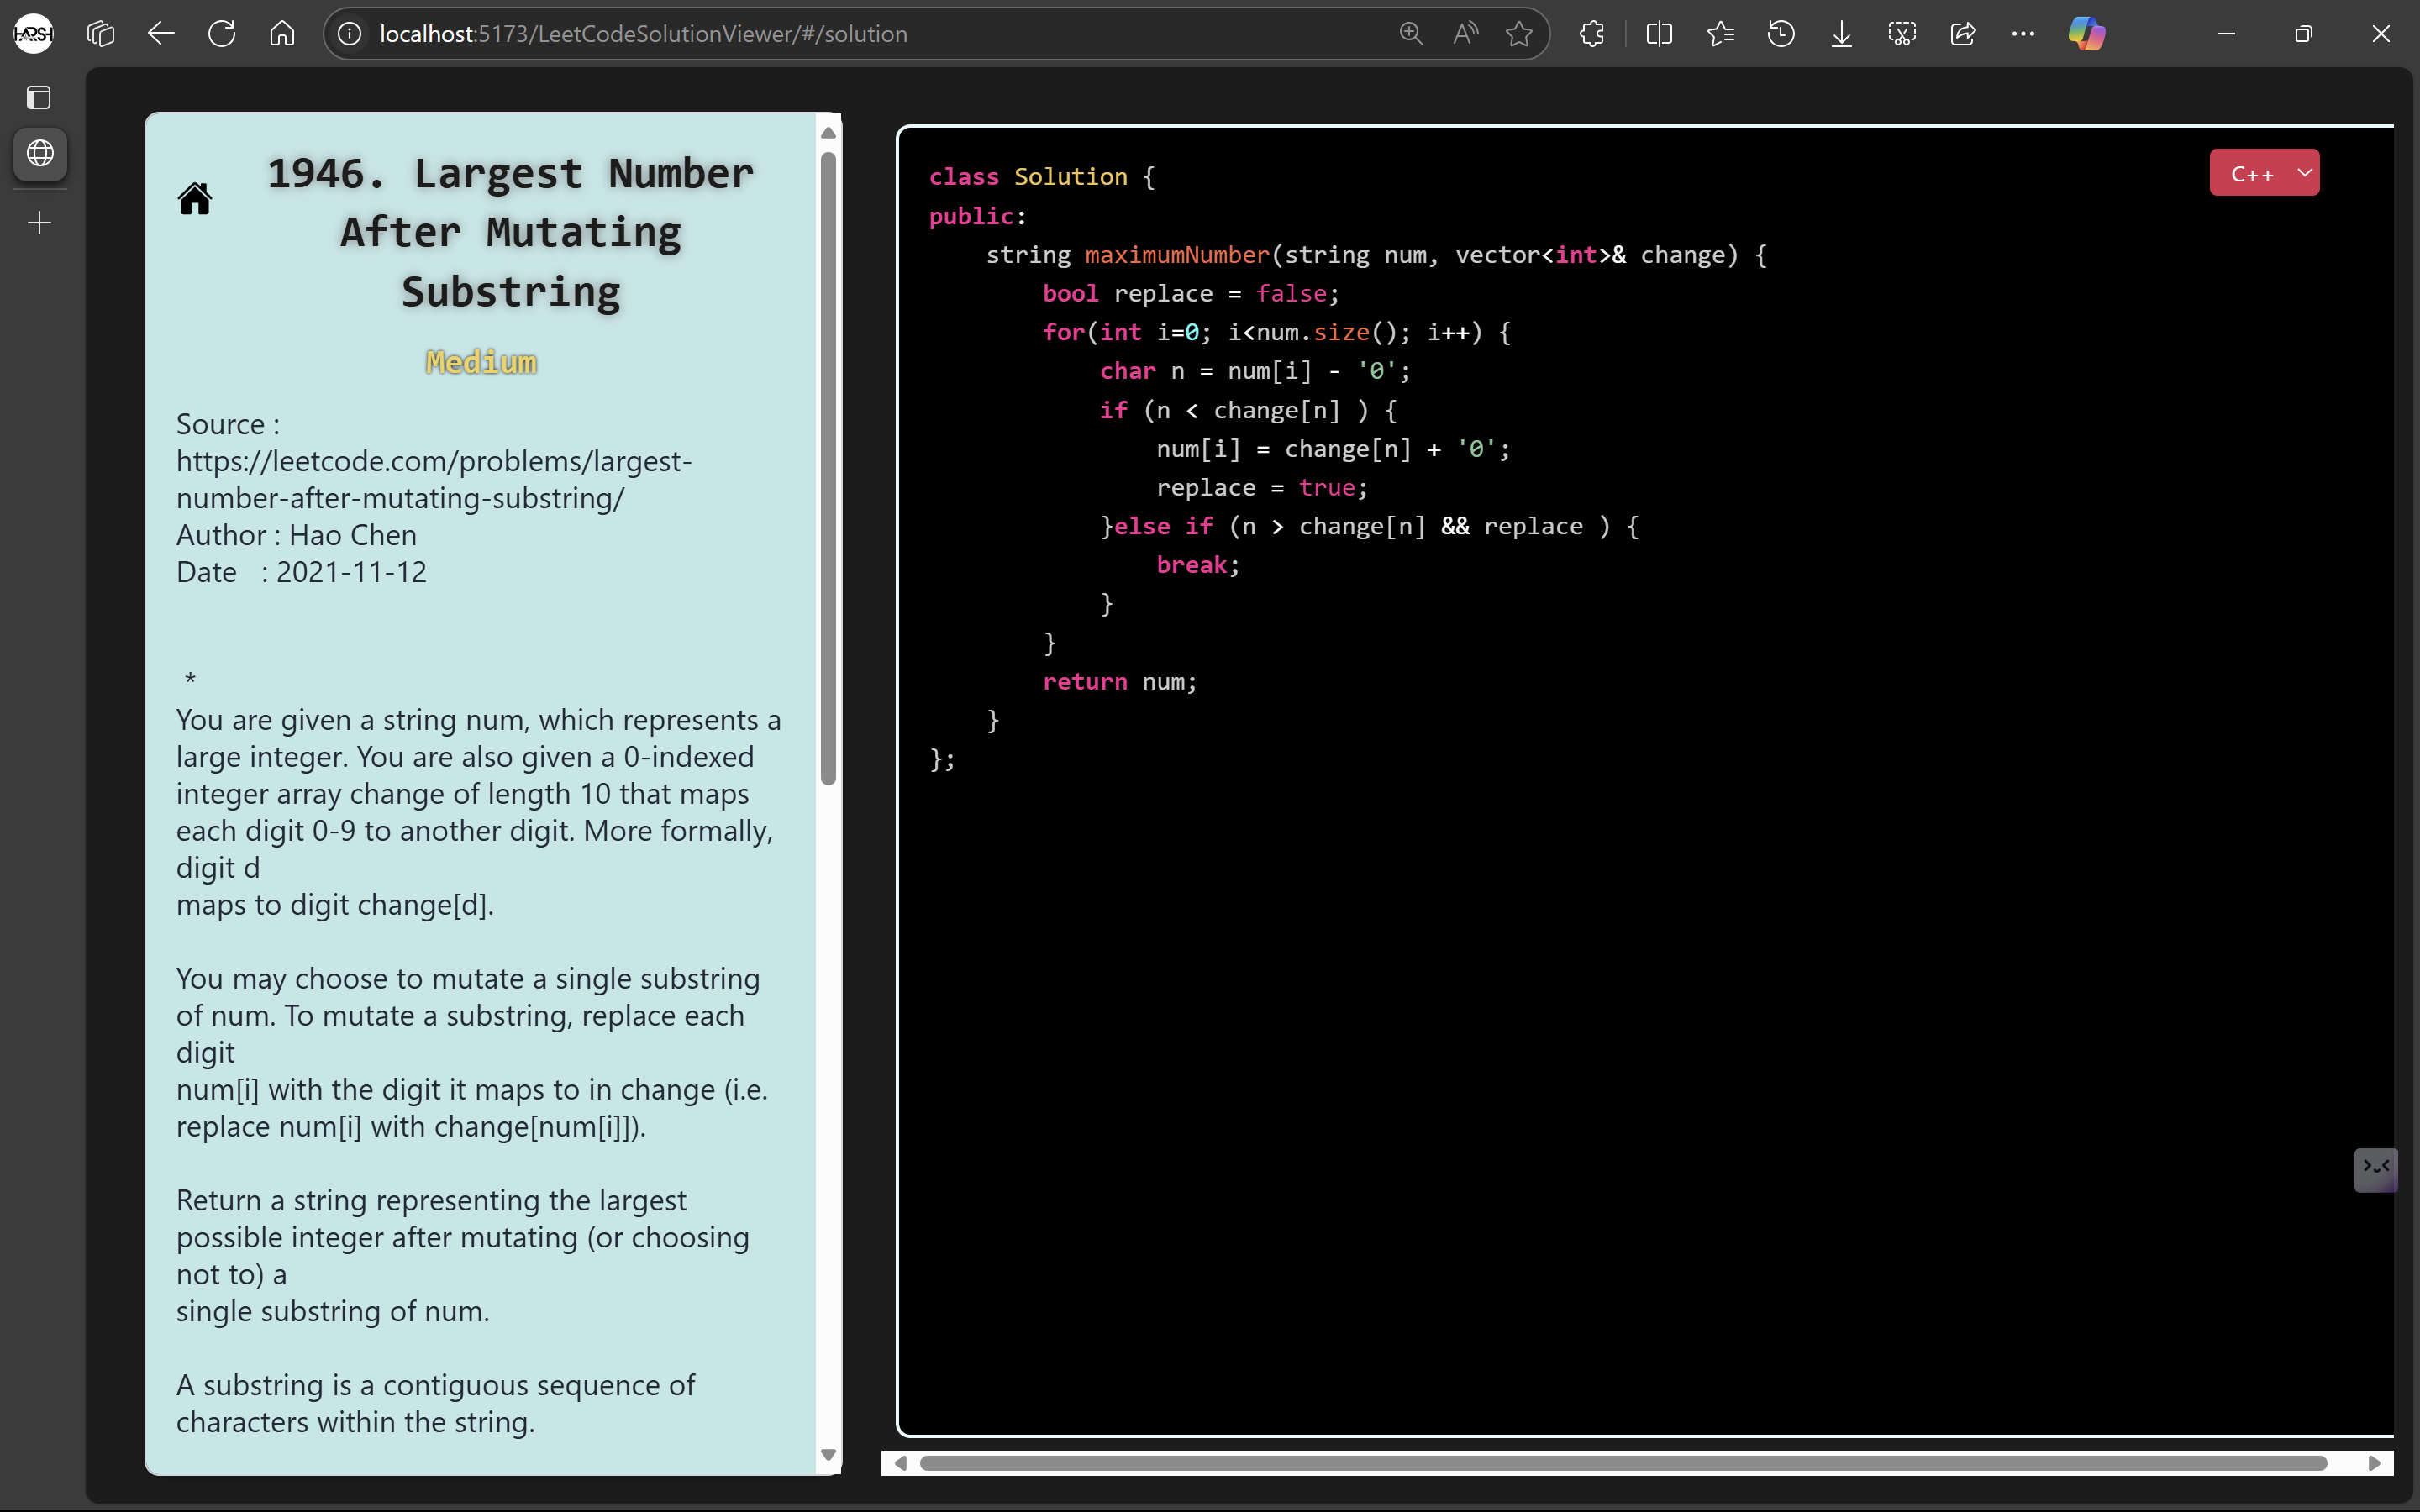 HARSH
localhost:5173/LeetCodeSolutionViewer/#/solution
1946. Largest Number
After Mutating
Substring
Medium
Source :
https://leetcode.com/problems/largest-
number-after-mutating-substring/
Author : Hao Chen
Date   : 2021-11-12
*
You are given a string num, which represents a
large integer. You are also given a 0-indexed
integer array change of length 10 that maps
each digit 0-9 to another digit. More formally,
digit d
maps to digit change[d].
You may choose to mutate a single substring
of num. To mutate a substring, replace each
digit
num[i] with the digit it maps to in change (i.e.
replace num[i] with change[num[i]]).
Return a string representing the largest
possible integer after mutating (or choosing
not to) a
single substring of num.
A substring is a contiguous sequence of
characters within the string.
C++
class Solution {
public:
    string maximumNumber(string num, vector<int>& change) {
        bool replace = false;
        for(int i=0; i<num.size(); i++) {
            char n = num[i] - '0';
            if (n < change[n] ) {
                num[i] = change[n] + '0';
                replace = true;
            }else if (n > change[n] && replace ) {
                break;
            }
        }
        return num;
    }
};